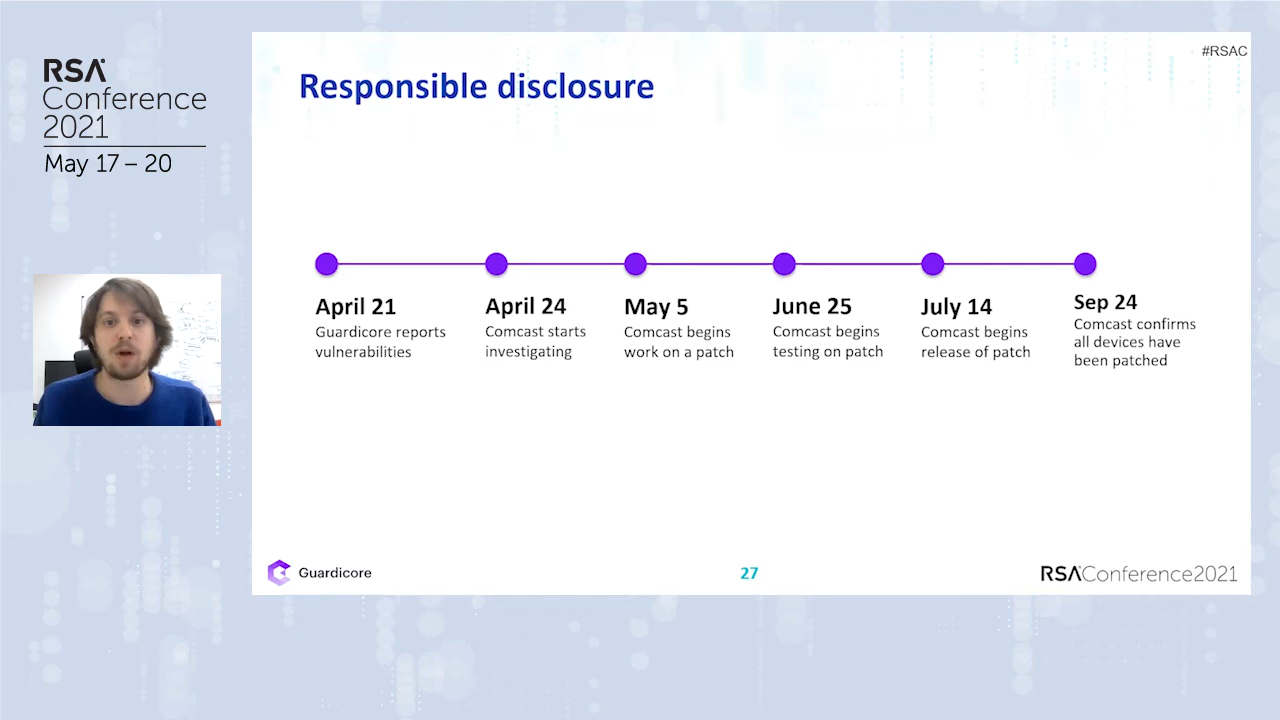 RSA
Conference
2021
May 17 – 20
#RSAC
Responsible disclosure
April 21
Guardicore reports
vulnerabilities
April 24
Comcast starts
investigating
May 5
Comcast begins
work on a patch
June 25
Comcast begins
testing on patch
July 14
Comcast begins
release of patch
Sep 24
Comcast confirms
all devices have
been patched
Guardicore
27
RSAConference2021